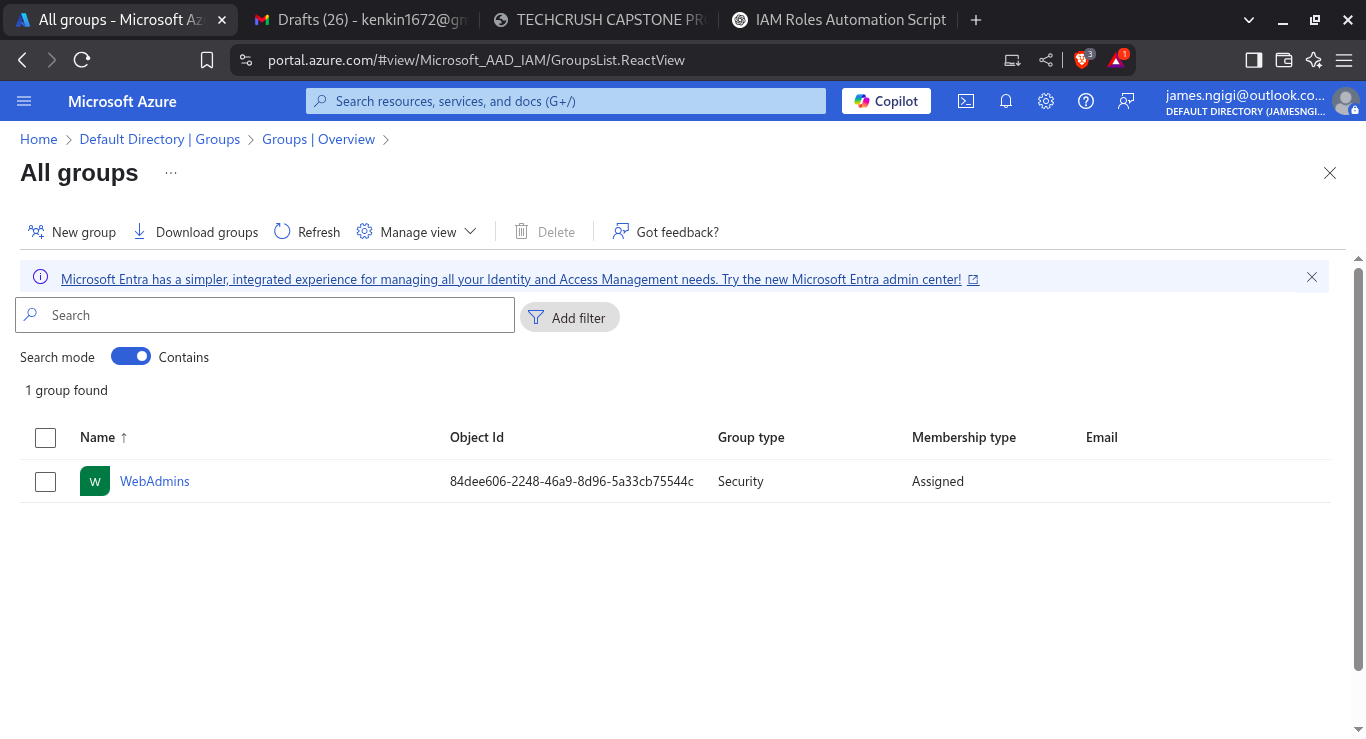 All groups - Microsoft Az
Drafts (26) - kenkin1672@gm
TECHCRUSH CAPSTONE PR
IAM Roles Automation Script
portal.azure.com/#view/Microsoft_AAD_IAM/GroupsList.ReactView
3
1
Microsoft Azure
Search resources, services, and docs (G+/)
Copilot
james.ngigi@outlook.co...
DEFAULT DIRECTORY (JAMESNGI...
Home > Default Directory | Groups > Groups | Overview >
All groups ...
New group
Download groups
Refresh
Manage view
Delete
Got feedback?
Microsoft Entra has a simpler, integrated experience for managing all your Identity and Access Management needs. Try the new Microsoft Entra admin center!
Search
Add filter
Search mode
Contains
1 group found
Name ↑ Object Id Group type Membership type Email
W WebAdmins 84dee606-2248-46a9-8d96-5a33cb75544c Security Assigned